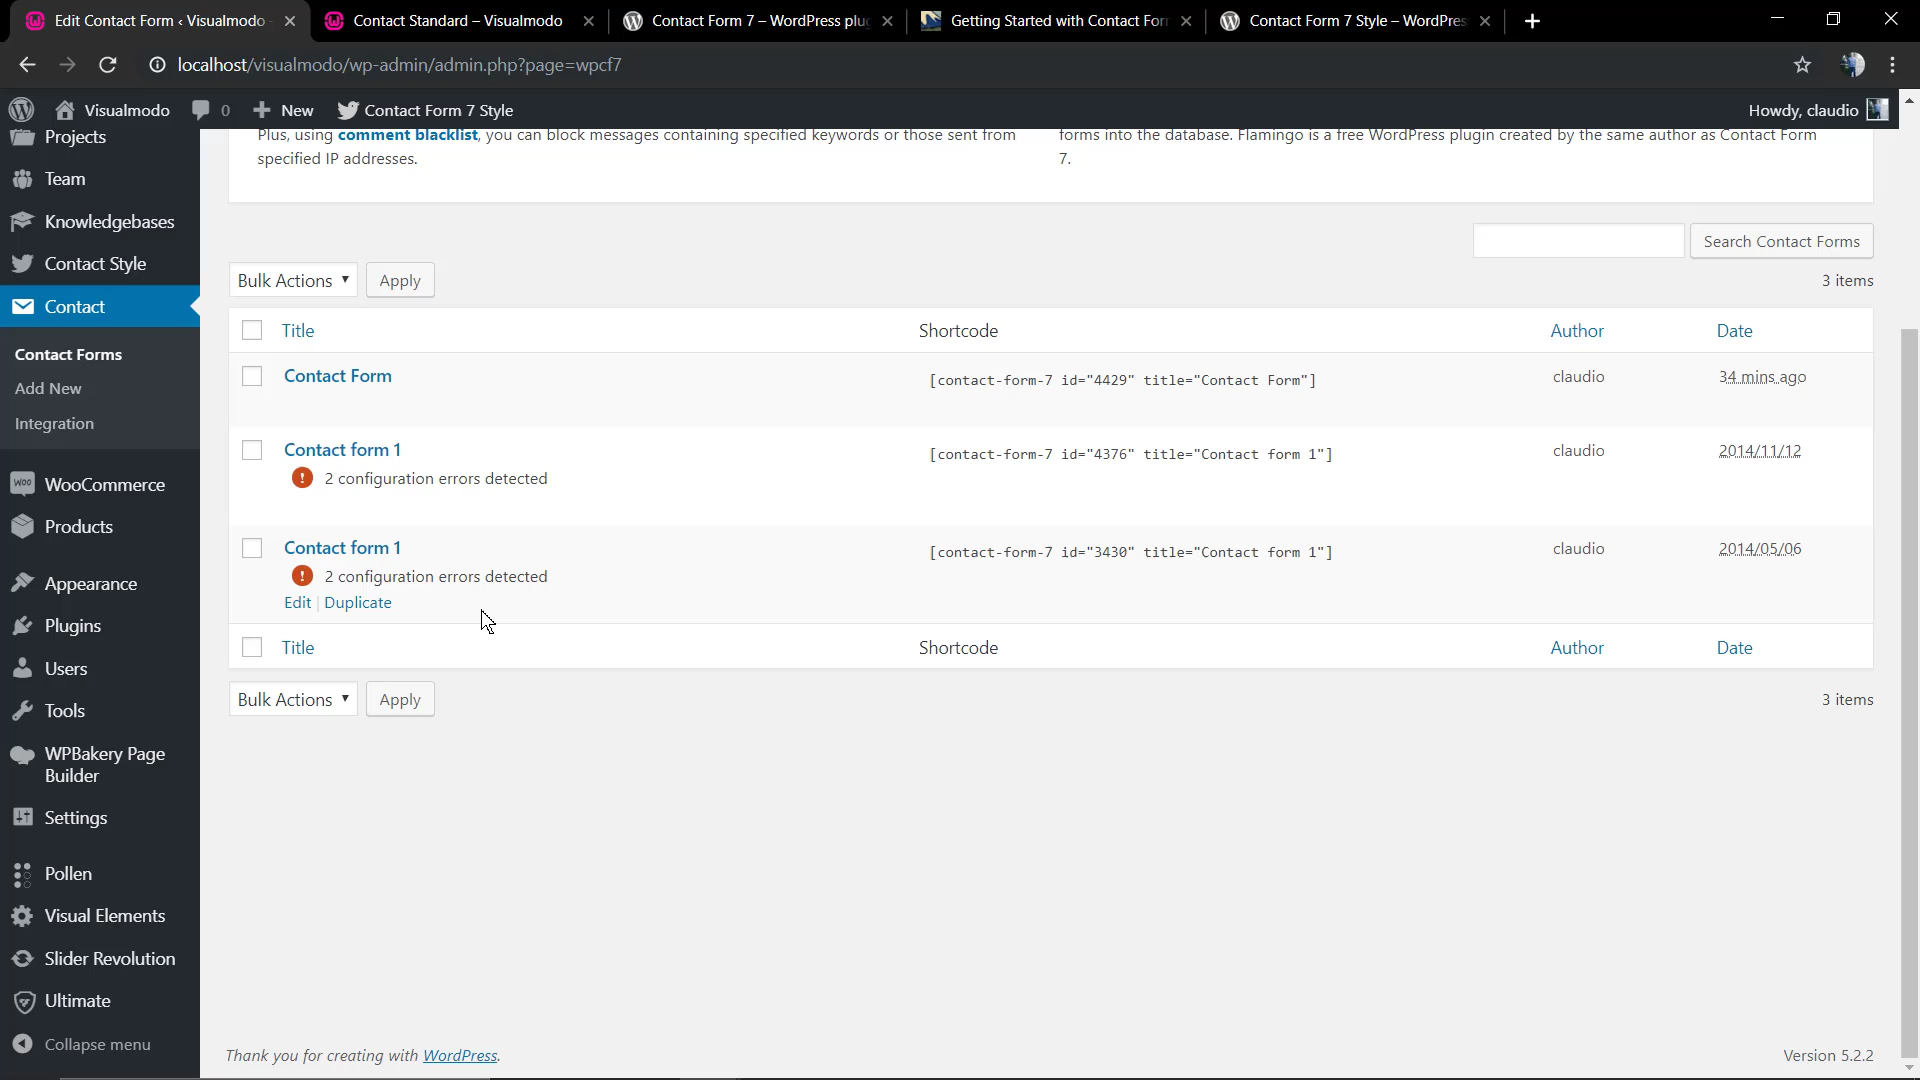 Edit Contact Form ‹ Visualmodo
Contact Standard – Visualmodo
Contact Form 7 – WordPress plu
Getting Started with Contact For
Contact Form 7 Style – WordPres
localhost/visualmodo/wp-admin/admin.php?page=wpcf7
Visualmodo
0
New
Contact Form 7 Style
Howdy, claudio
Projects
Team
Knowledgebases
Contact Style
Contact
Contact Forms
Add New
Integration
WooCommerce
Products
Appearance
Plugins
Users
Tools
WPBakery Page
Builder
Settings
Pollen
Visual Elements
Slider Revolution
Ultimate
Collapse menu
Plus, using comment blacklist, you can block messages containing specified keywords or those sent from
specified IP addresses.
forms into the database. Flamingo is a free WordPress plugin created by the same author as Contact Form
7.
Search Contact Forms
Bulk Actions
Apply
3 items
Title
Shortcode
Author
Date
Contact Form
[contact-form-7 id="4429" title="Contact Form"]
claudio
34 mins ago
Contact form 1
[contact-form-7 id="4376" title="Contact form 1"]
claudio
2014/11/12
! 2 configuration errors detected
Contact form 1
[contact-form-7 id="3430" title="Contact form 1"]
claudio
2014/05/06
! 2 configuration errors detected
Edit | Duplicate
Title
Shortcode
Author
Date
Bulk Actions
Apply
3 items
Thank you for creating with WordPress.
Version 5.2.2